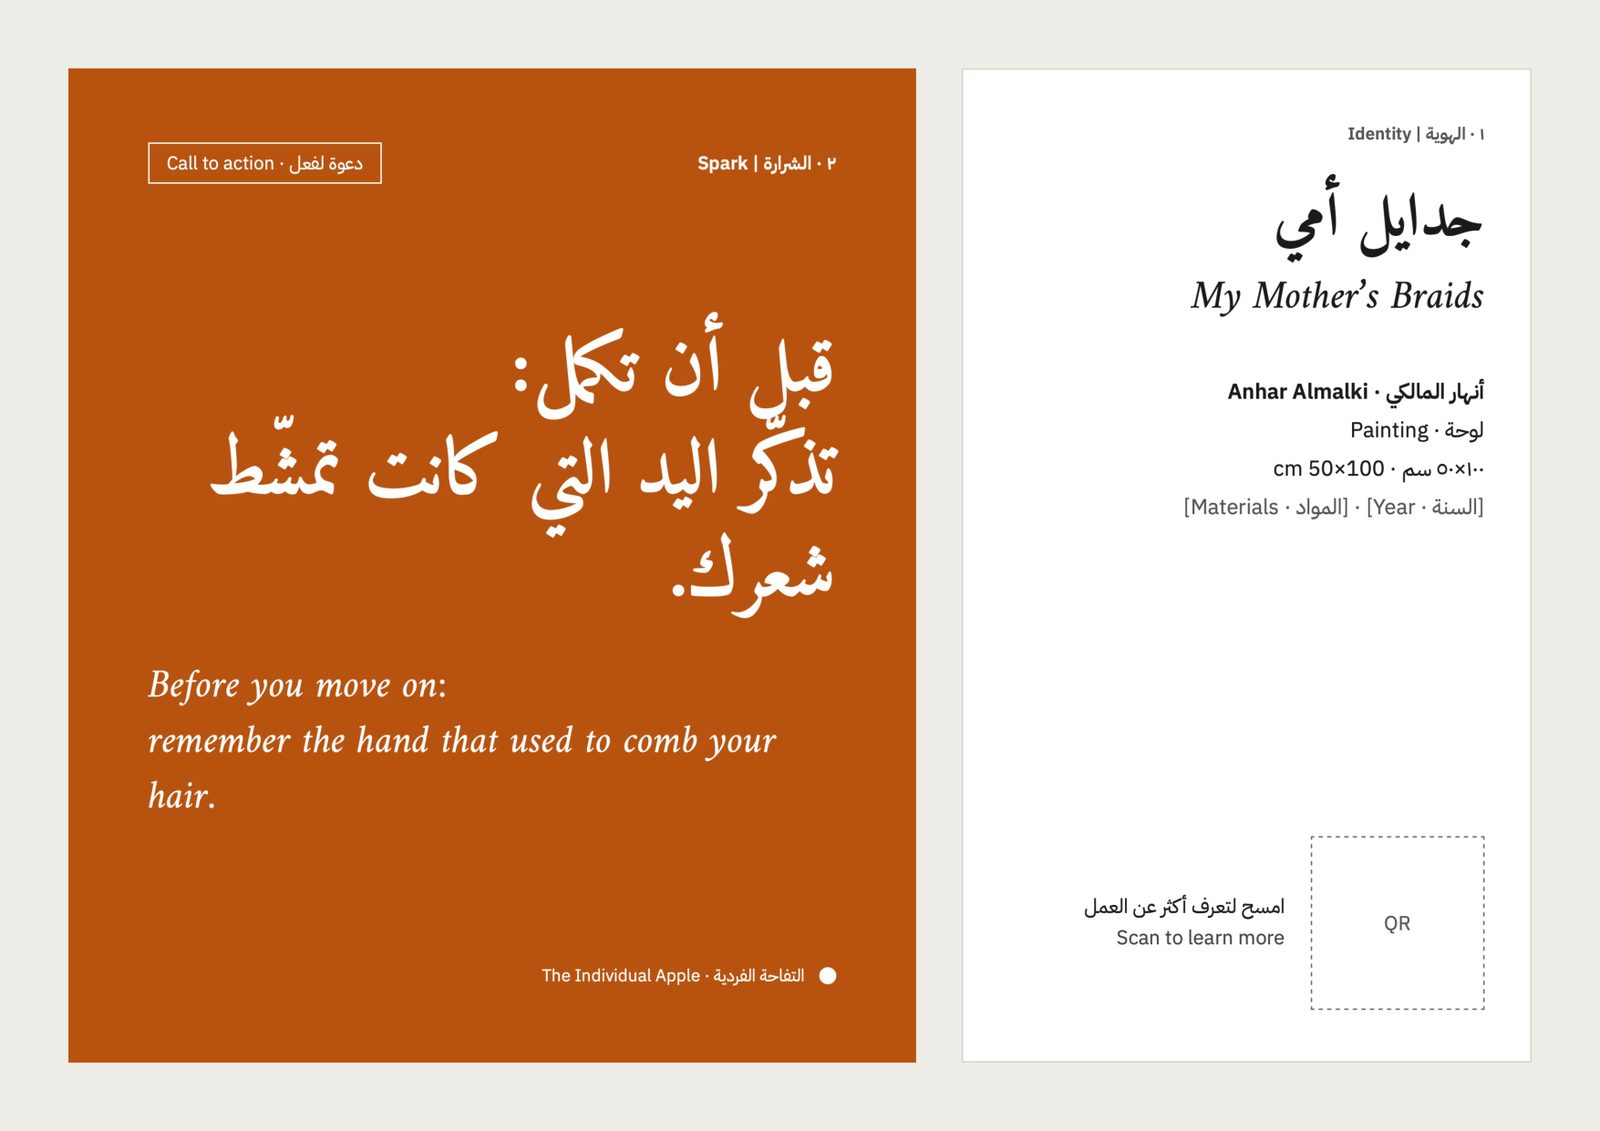 ١ · الهوية | Identity
جدايل أمي
My Mother’s Braids
أنهار المالكي · Anhar Almalki
لوحة · Painting
١٠٠×٥٠ سم · 100×50 cm
[السنة · Year] · [المواد · Materials]
امسح لتعرف أكثر عن العمل
Scan to learn more
QR
٢ · الشرارة | Spark
دعوة لفعل · Call to action
قبل أن تكمل:
تذكّر اليد التي كانت تمشّط
شعرك.
Before you move on:
remember the hand that used to comb your
hair.
التفاحة الفردية · The Individual Apple